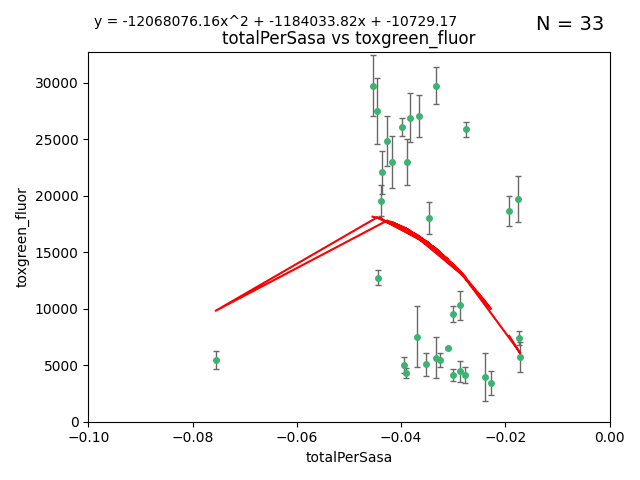 y = -12068076.16x^2 + -1184033.82x + -10729.17
N = 33
totalPerSasa vs toxgreen_fluor
toxgreen_fluor
30000
25000
20000
15000
10000
5000
0
−0.10 −0.08 −0.06 −0.04 −0.02 0.00
totalPerSasa